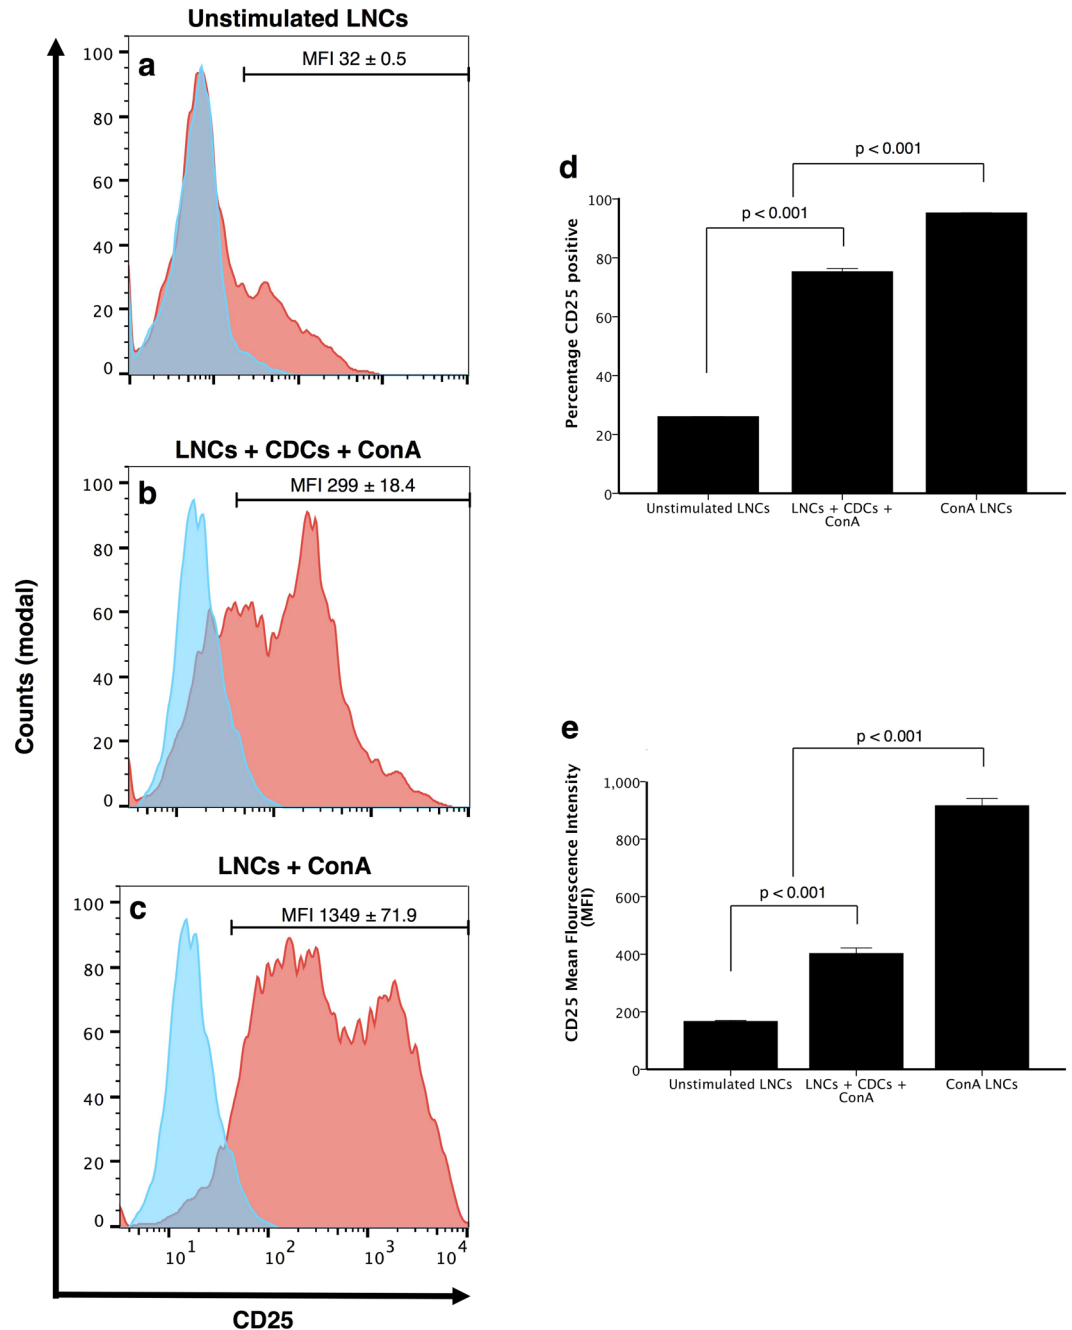 Unstimulated LNCs
a
MFI 32 ± 0.5
100
80
60
40
20
0
LNCs + CDCs + ConA
b
MFI 299 ± 18.4
100
80
60
40
20
0
LNCs + ConA
c
MFI 1349 ± 71.9
100
80
60
40
20
0
10^1
10^2
10^3
10^4
Counts (modal)
CD25
d
p < 0.001
p < 0.001
Percentage CD25 positive
100
80
60
40
20
0
Unstimulated LNCs
LNCs + CDCs +
ConA
ConA LNCs
e
p < 0.001
p < 0.001
CD25 Mean Flourescence Intensity
(MFI)
1,000
800
600
400
200
0
Unstimulated LNCs
LNCs + CDCs +
ConA
ConA LNCs